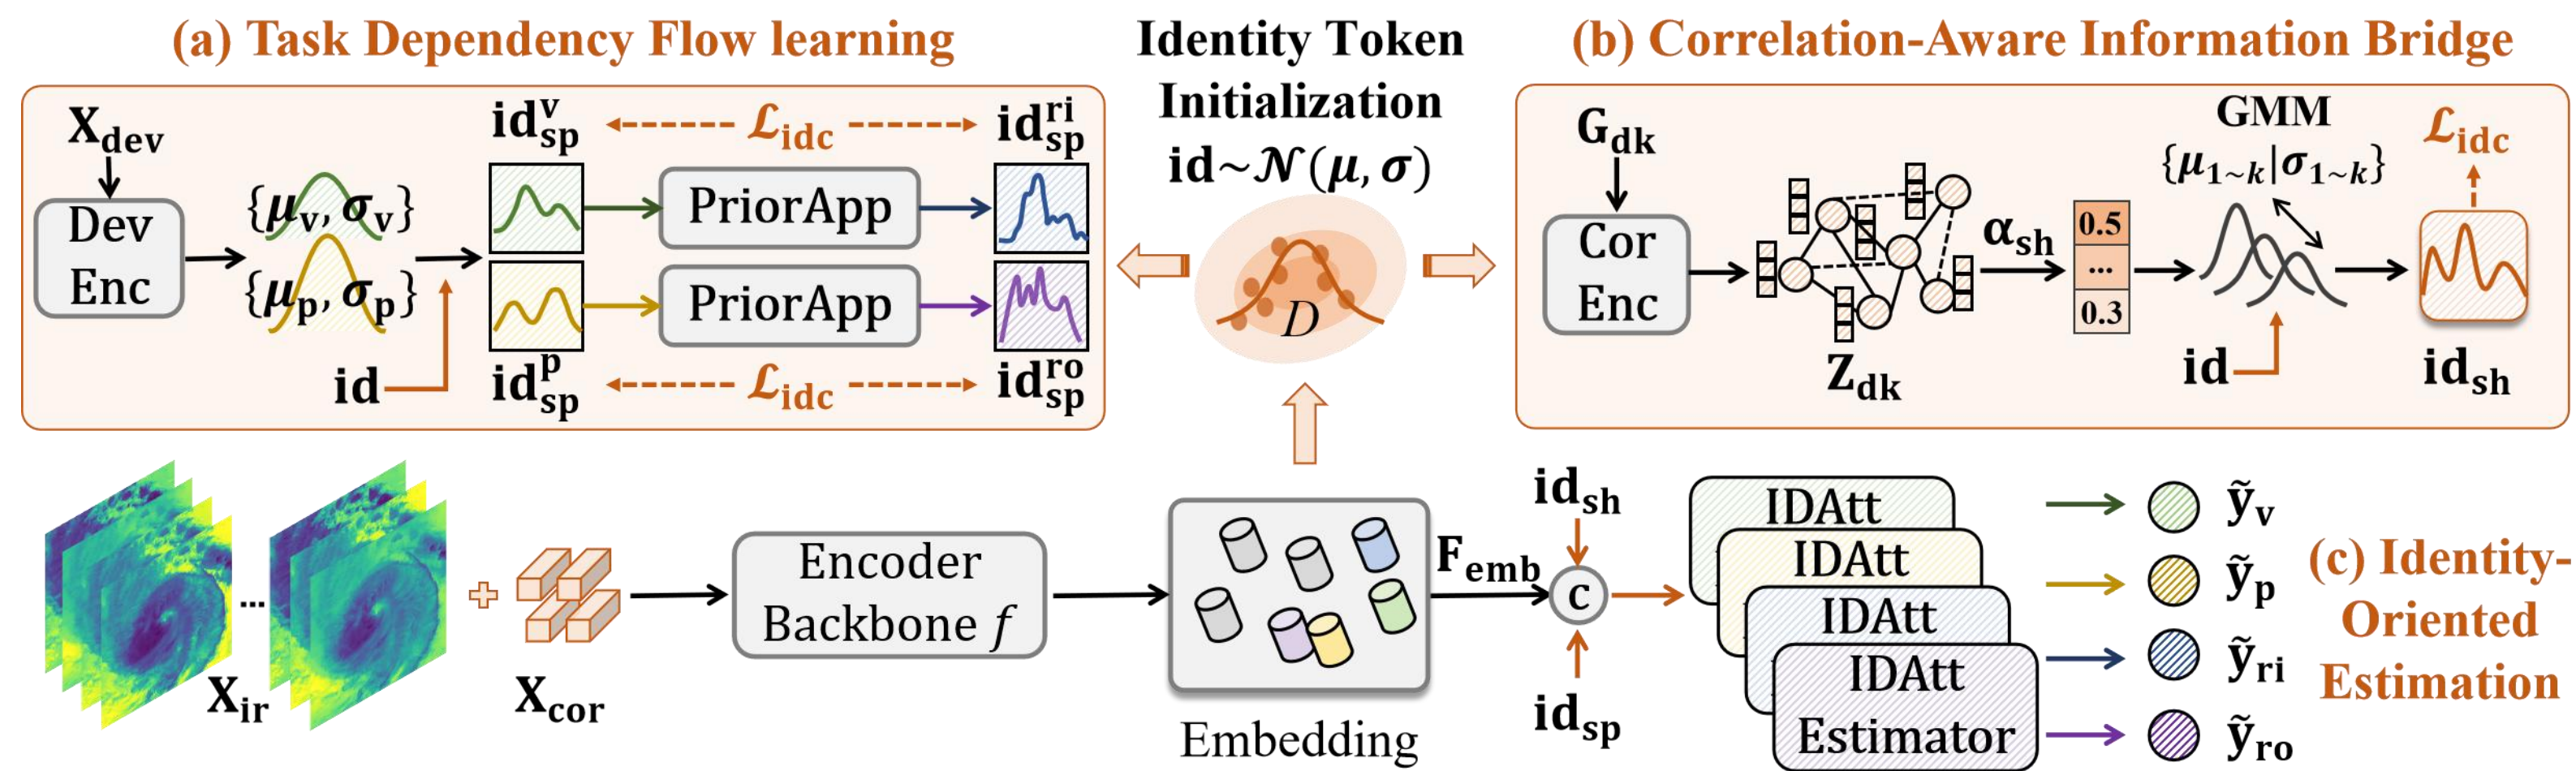 (a) Task Dependency Flow learning
X_dev
Dev
Enc
{μ_v, σ_v}
{μ_p, σ_p}
id
id_sp^v
ℒ_idc
id_sp^ri
PriorApp
PriorApp
id_sp^p
ℒ_idc
id_sp^ro
Identity Token
Initialization
id~𝒩(μ, σ)
D
(b) Correlation-Aware Information Bridge
G_dk
Cor
Enc
Z_dk
α_sh
0.5
...
0.3
GMM
{μ_1~k|σ_1~k}
id
ℒ_idc
id_sh
...
X_ir
X_cor
Encoder
Backbone f
Embedding
F_emb
id_sh
C
id_sp
IDAtt
IDAtt
IDAtt
IDAtt
Estimator
ỹ_v
ỹ_p
ỹ_ri
ỹ_ro
(c) Identity-
Oriented
Estimation